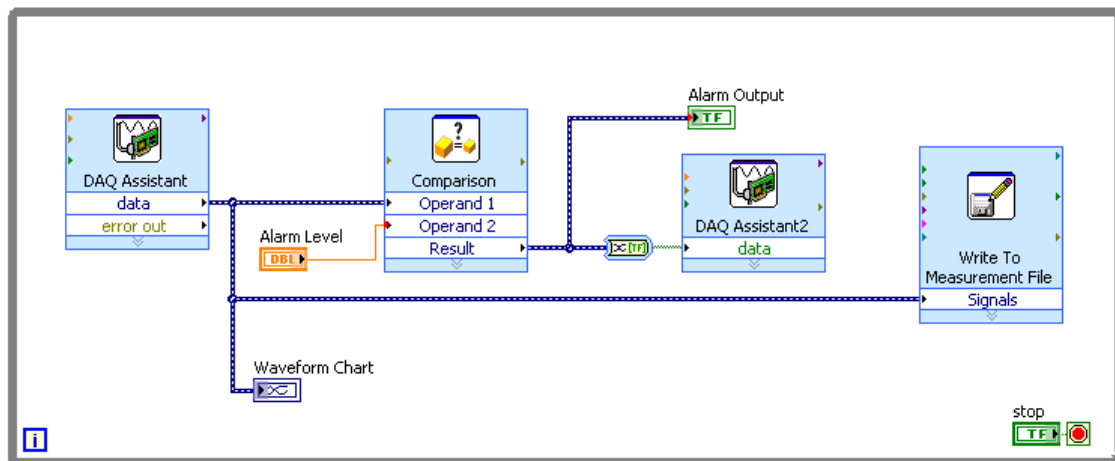 Alarm Output
TF
DAQ Assistant
data
error out
?
=
Comparison
Operand 1
Operand 2
Result
Alarm Level
DBL
[TF]
DAQ Assistant2
data
Write To
Measurement File
Signals
Waveform Chart
stop
TF
i